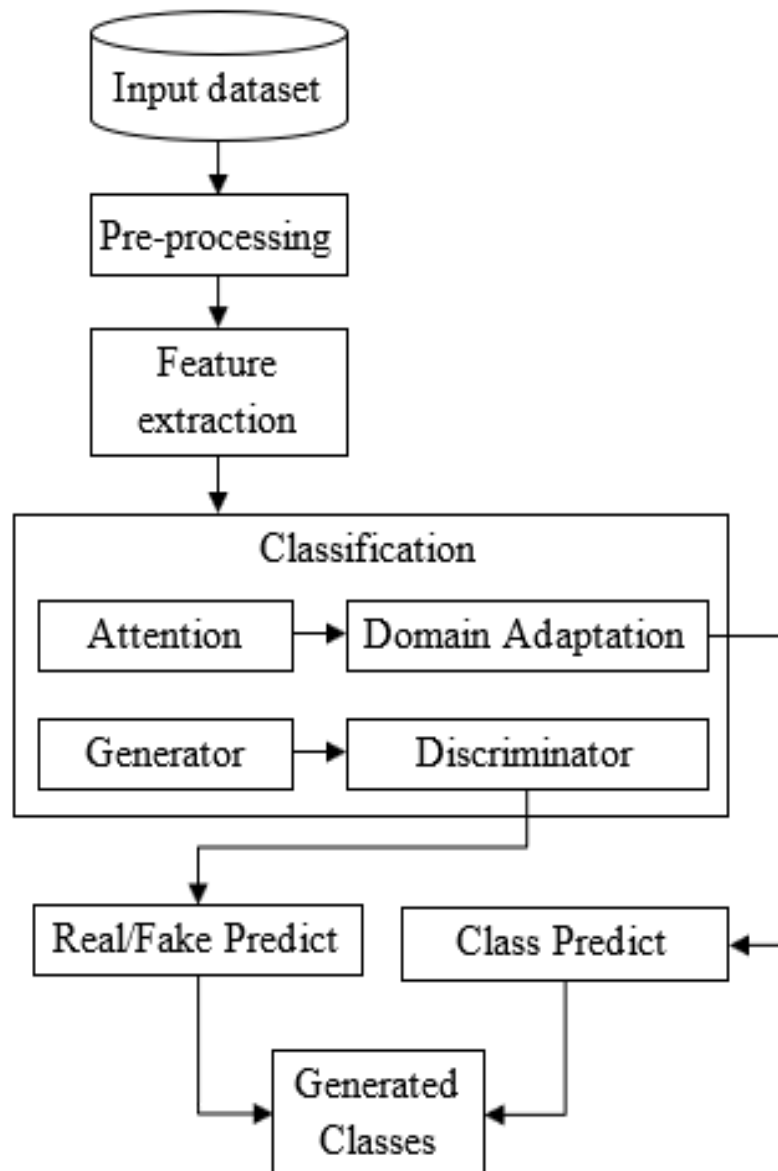 Input dataset
Pre-processing
Feature
extraction
Classification
Attention
Domain Adaptation
Generator
Discriminator
Real/Fake Predict
Class Predict
Generated
Classes